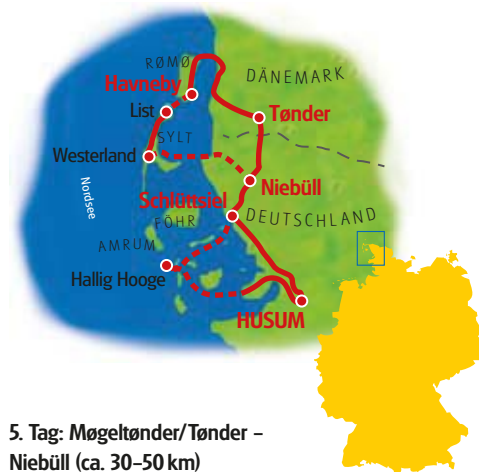 RØMØ
Havneby
DÄNEMARK
List
Tønder
SYLT
Westerland
Niebüll
Nordsee
Schlüttsiel
DEUTSCHLAND
FÖHR
AMRUM
Hallig Hooge
HUSUM
5. Tag: Møgeltønder/Tønder –
Niebüll (ca. 30–50 km)